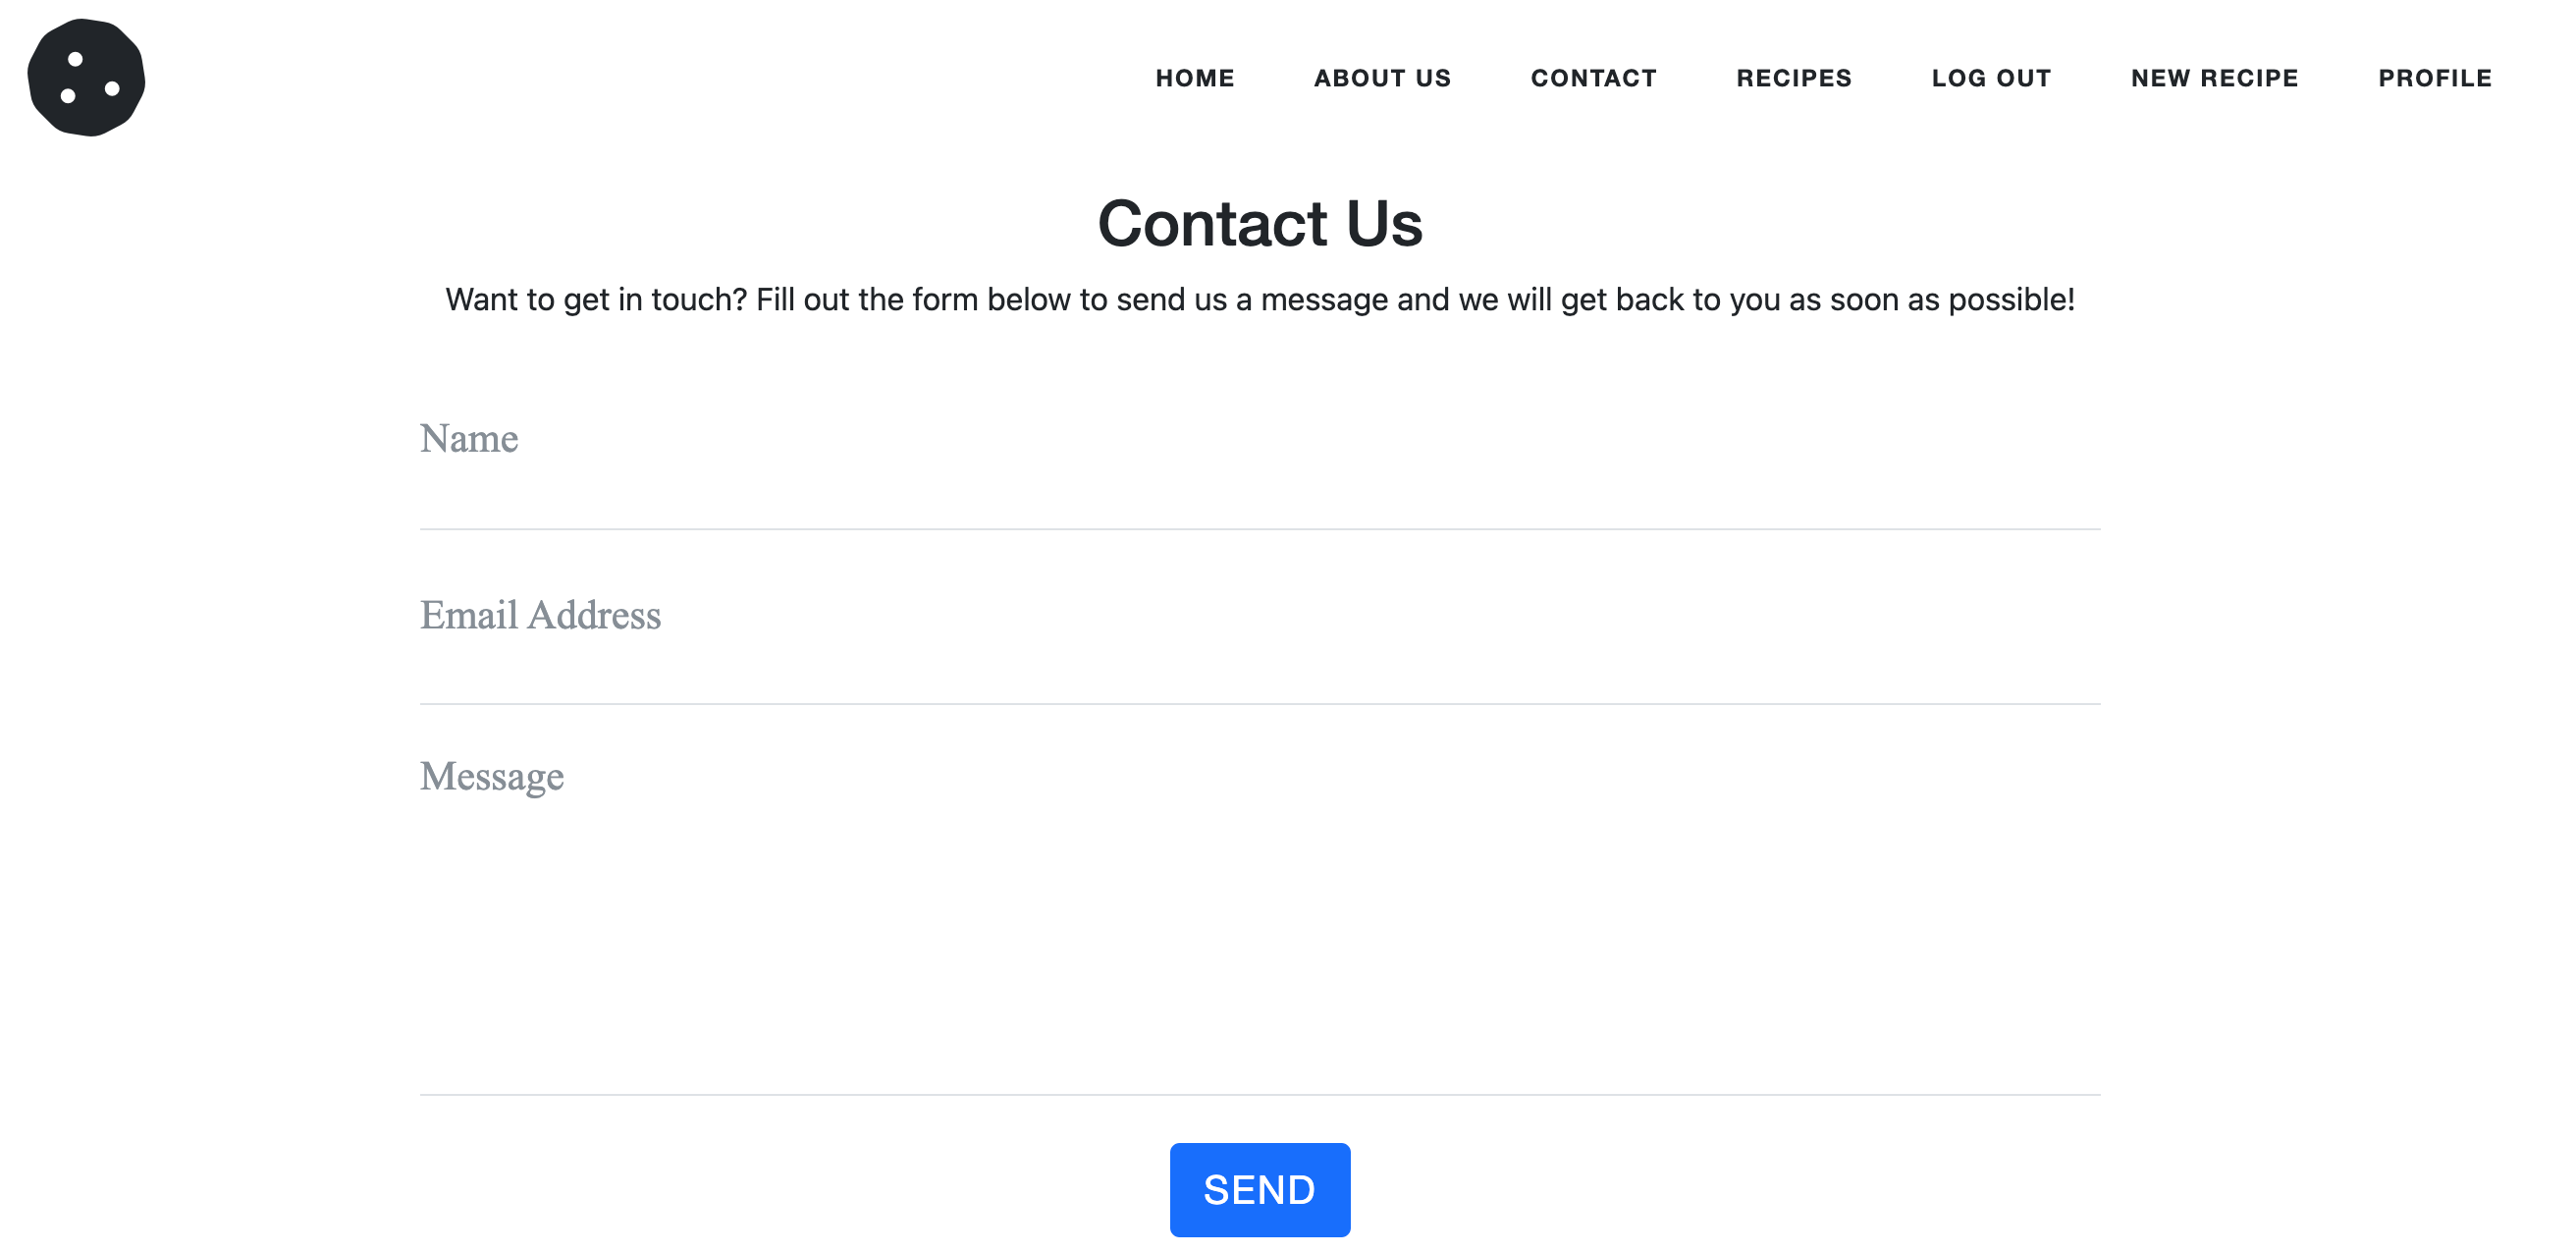 HOME ABOUT US CONTACT RECIPES LOG OUT NEW RECIPE PROFILE
Contact Us
Want to get in touch? Fill out the form below to send us a message and we will get back to you as soon as possible!
Name
Email Address
Message
SEND